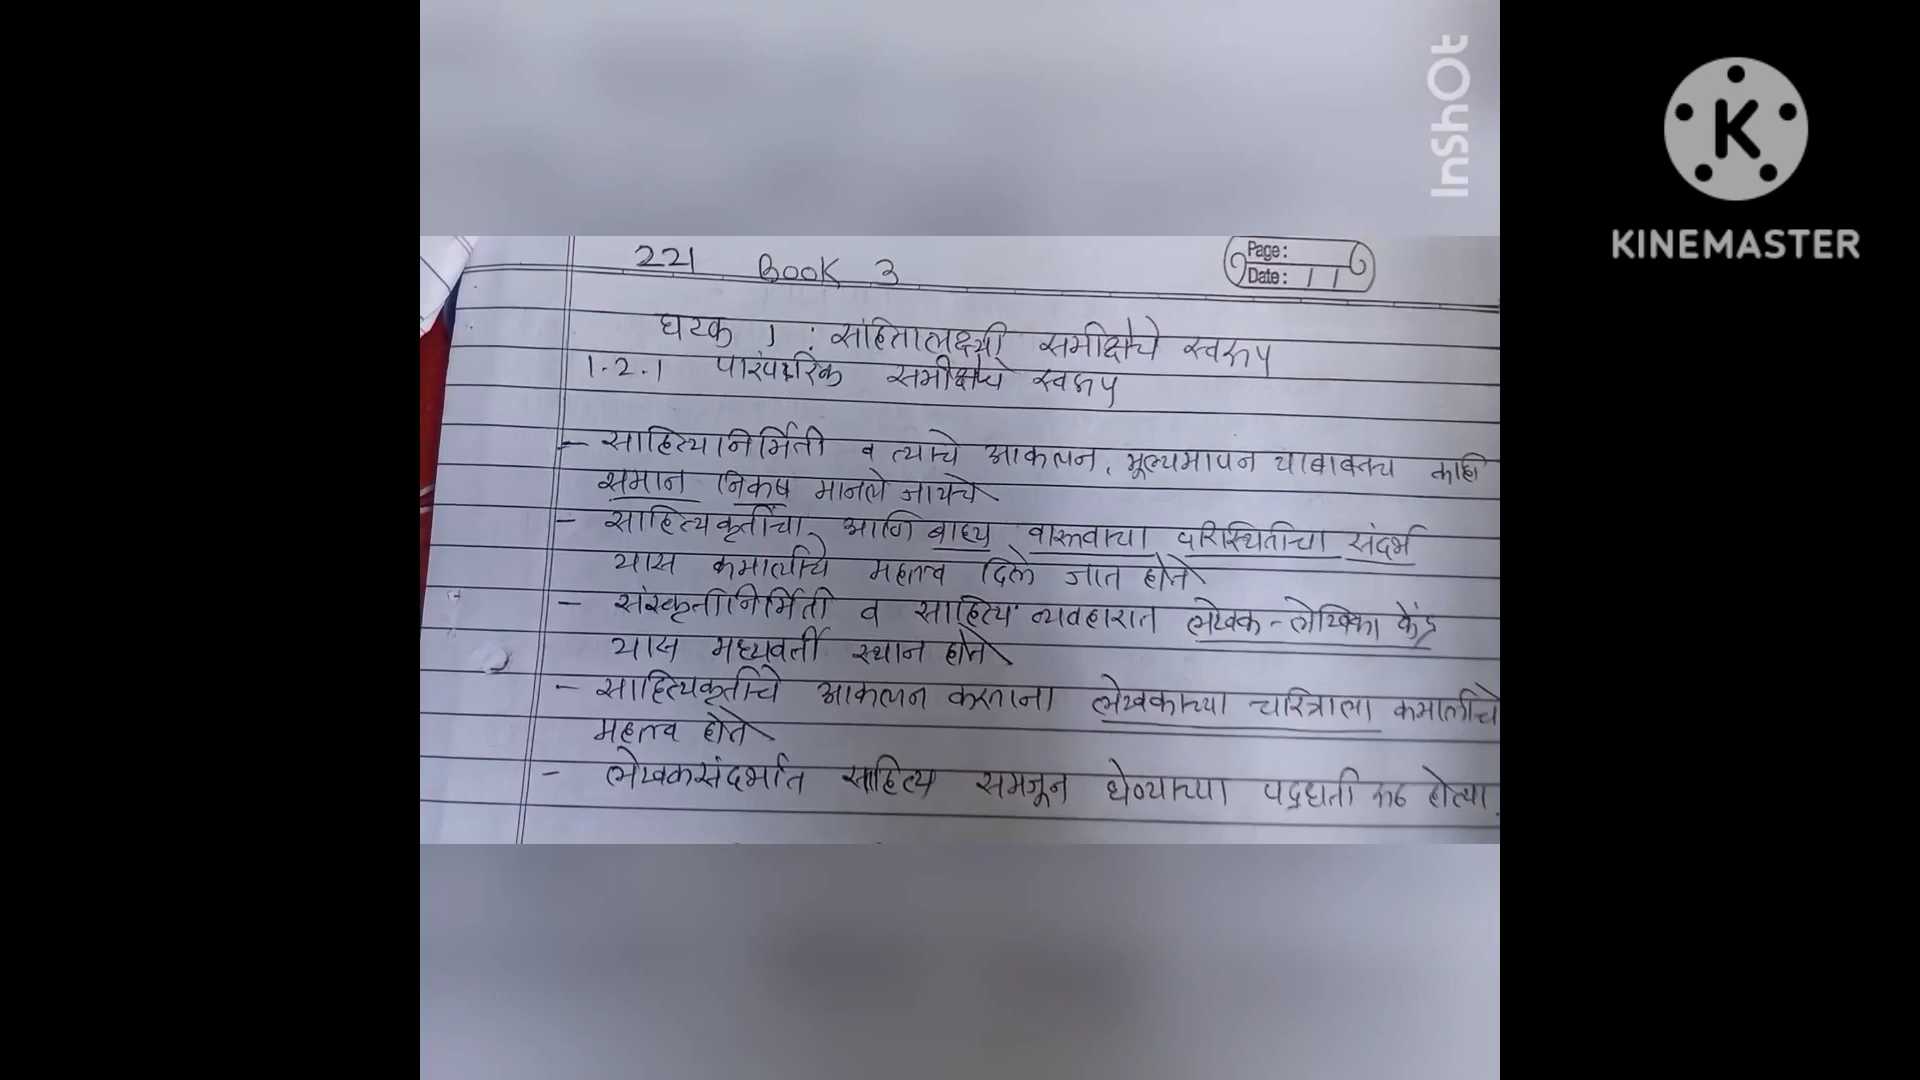 InShOt
KINEMASTER
221 Book 3
Page:
Date:
घटक 1 : संहितालक्ष्यी समीक्षेचे स्वरूप
1.2.1 पारंपरिक समीक्षेचे स्वरूप
- साहित्यनिर्मिती व त्याचे आकलन, मूल्यमापन याबाबतच काही
समान निकष मानले जायचे
- साहित्यकृतीचा आणि बाह्य वास्तवाचा परिस्थितीचा संदर्भ
यास कमालीचे महत्त्व दिले जात होते
- संस्कृतीनिर्मिती व साहित्य व्यवहारात लेखक-लेखिका केंद्र
यास मध्यवर्ती स्थान होते
- साहित्यकृतीचे आकलन करताना लेखकाच्या चरित्राला कमालीचे
महत्व होते
- लेखकसंदर्भात साहित्य समजून घेण्याच्या पद्धती रूढ होत्या.